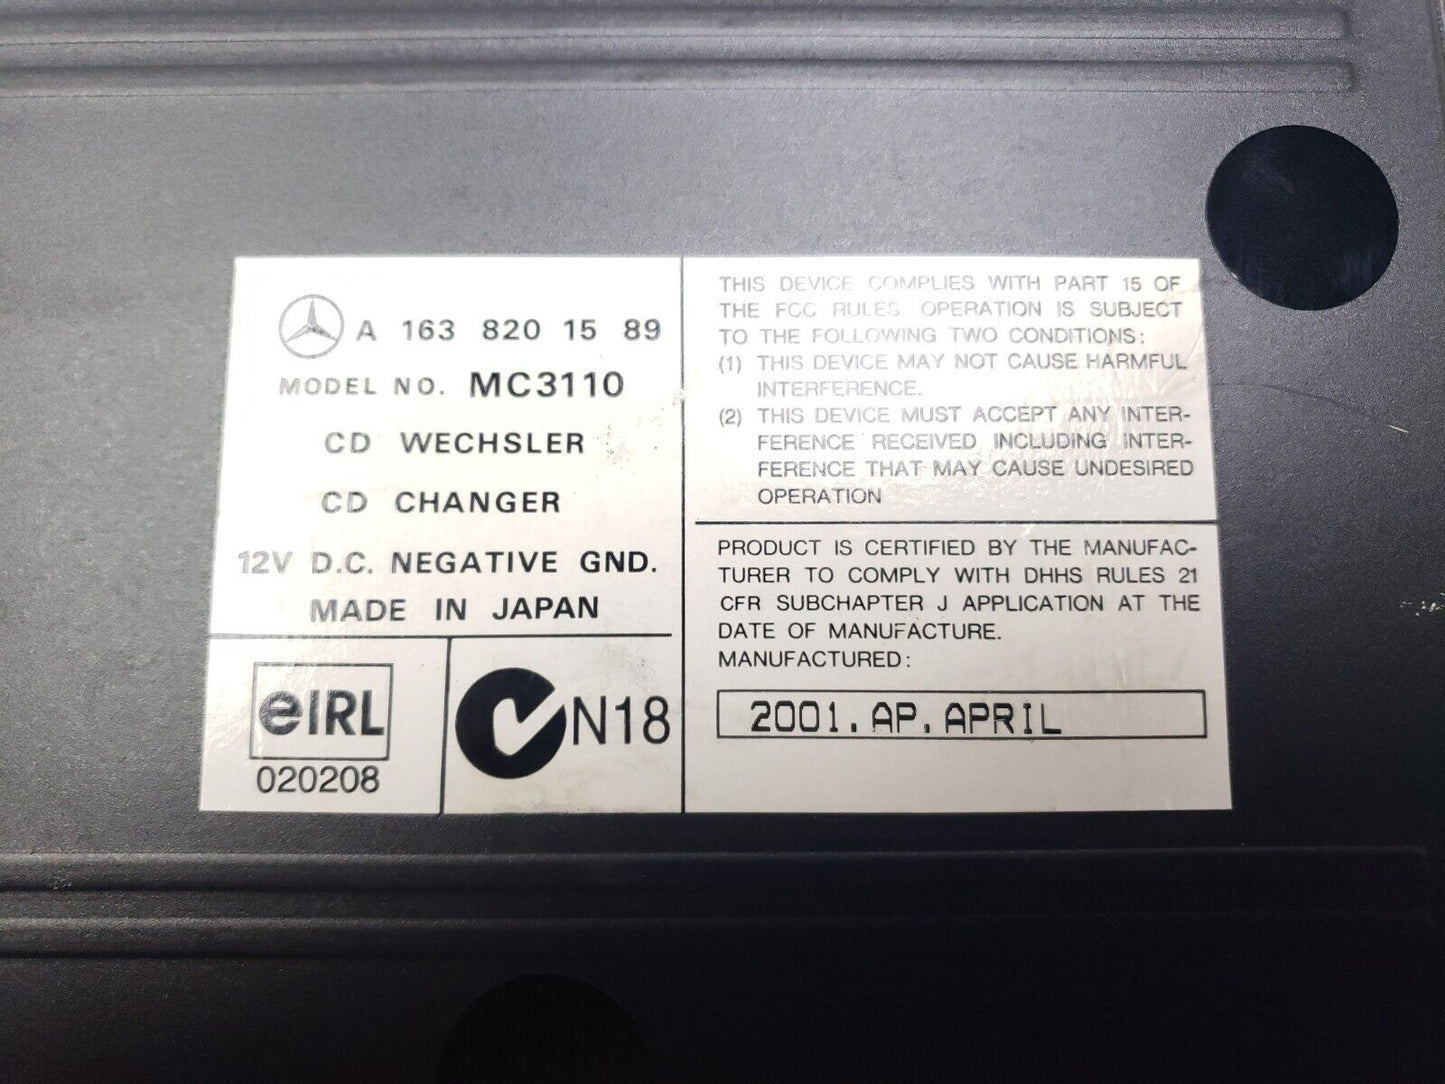 A 163 820 15 89
MODEL NO. MC3110
CD WECHSLER
CD CHANGER
12V D.C. NEGATIVE GND.
MADE IN JAPAN
eIRL
020208
N18
THIS DEVICE COMPLIES WITH PART 15 OF
THE FCC RULES. OPERATION IS SUBJECT
TO THE FOLLOWING TWO CONDITIONS:
(1) THIS DEVICE MAY NOT CAUSE HARMFUL
INTERFERENCE.
(2) THIS DEVICE MUST ACCEPT ANY INTER-
FERENCE RECEIVED INCLUDING INTER-
FERENCE THAT MAY CAUSE UNDESIRED
OPERATION
PRODUCT IS CERTIFIED BY THE MANUFAC-
TURER TO COMPLY WITH DHHS RULES 21
CFR SUBCHAPTER J APPLICATION AT THE
DATE OF MANUFACTURE.
MANUFACTURED:
2001.AP.APRIL